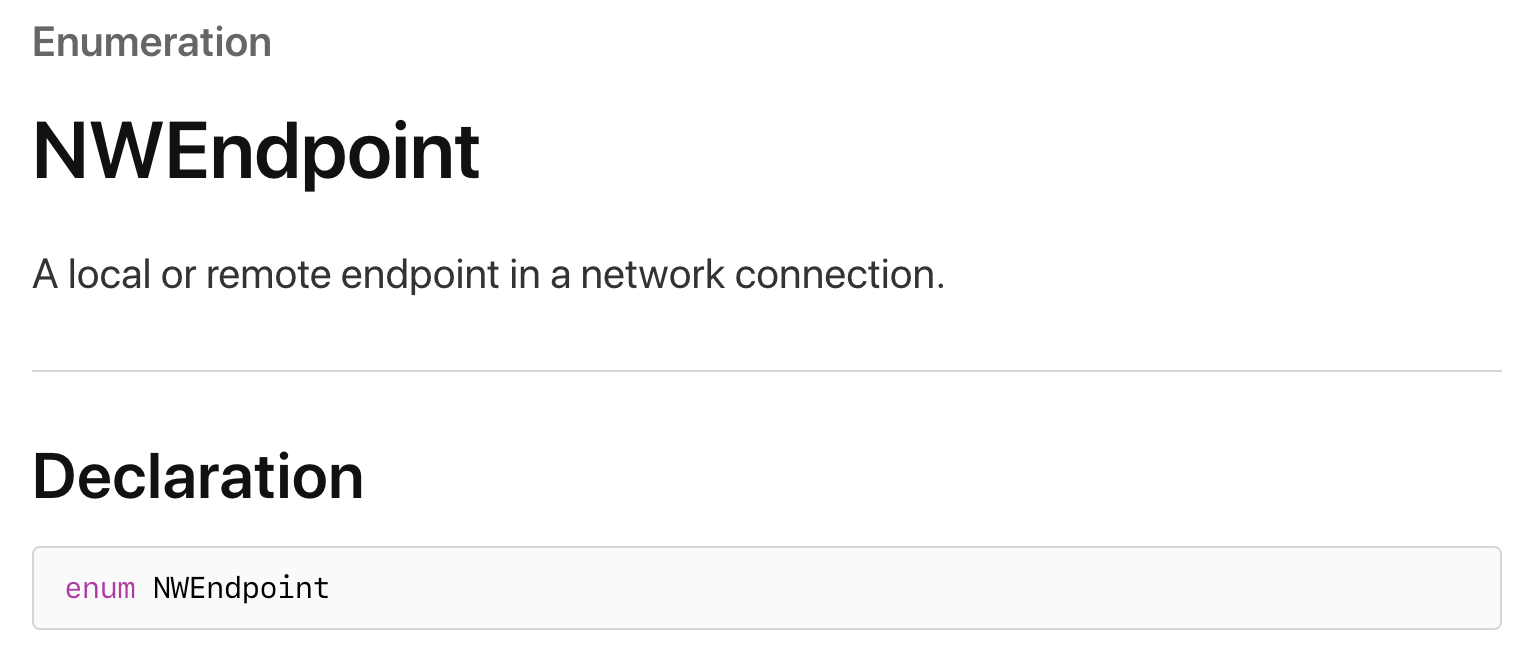 Enumeration
NWEndpoint
A local or remote endpoint in a network connection.
Declaration
enum NWEndpoint